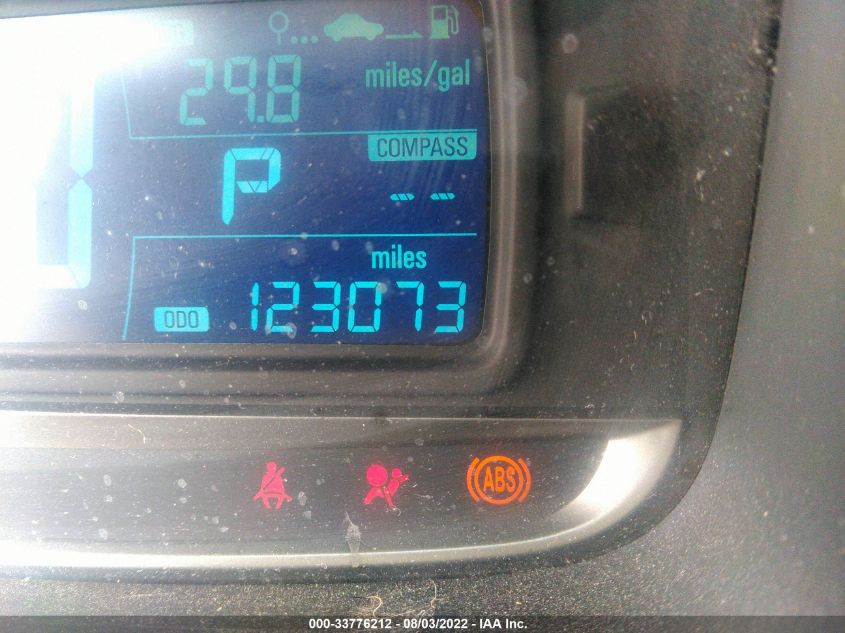 29.8 miles/gal
COMPASS
P --
miles
ODO 123073
ABS
000-33776212 - 08/03/2022 - IAA Inc.